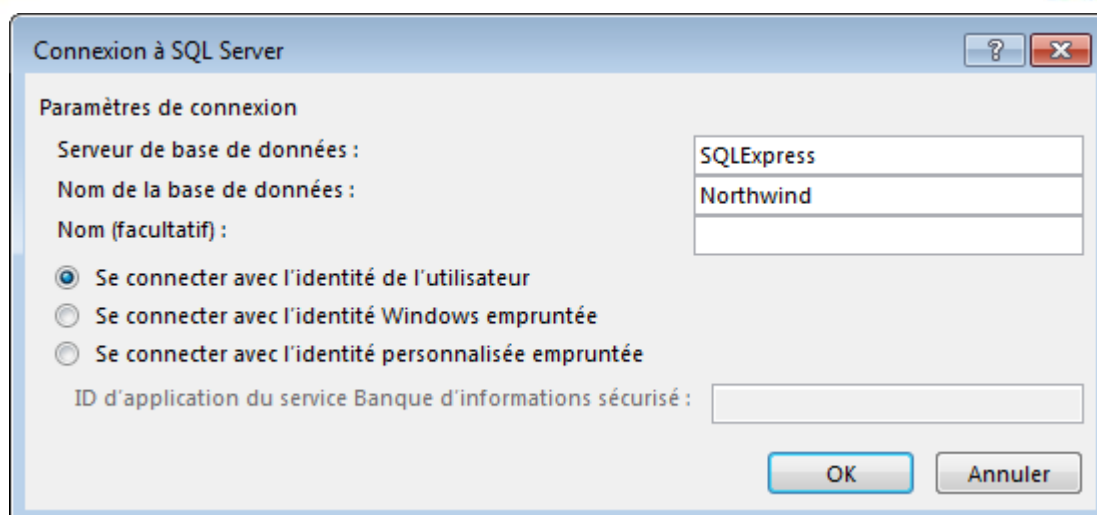 Connexion à SQL Server
?
Paramètres de connexion
Serveur de base de données : SQLExpress
Nom de la base de données : Northwind
Nom (facultatif) :
Se connecter avec l'identité de l'utilisateur
Se connecter avec l'identité Windows empruntée
Se connecter avec l'identité personnalisée empruntée
ID d'application du service Banque d'informations sécurisé :
OK Annuler